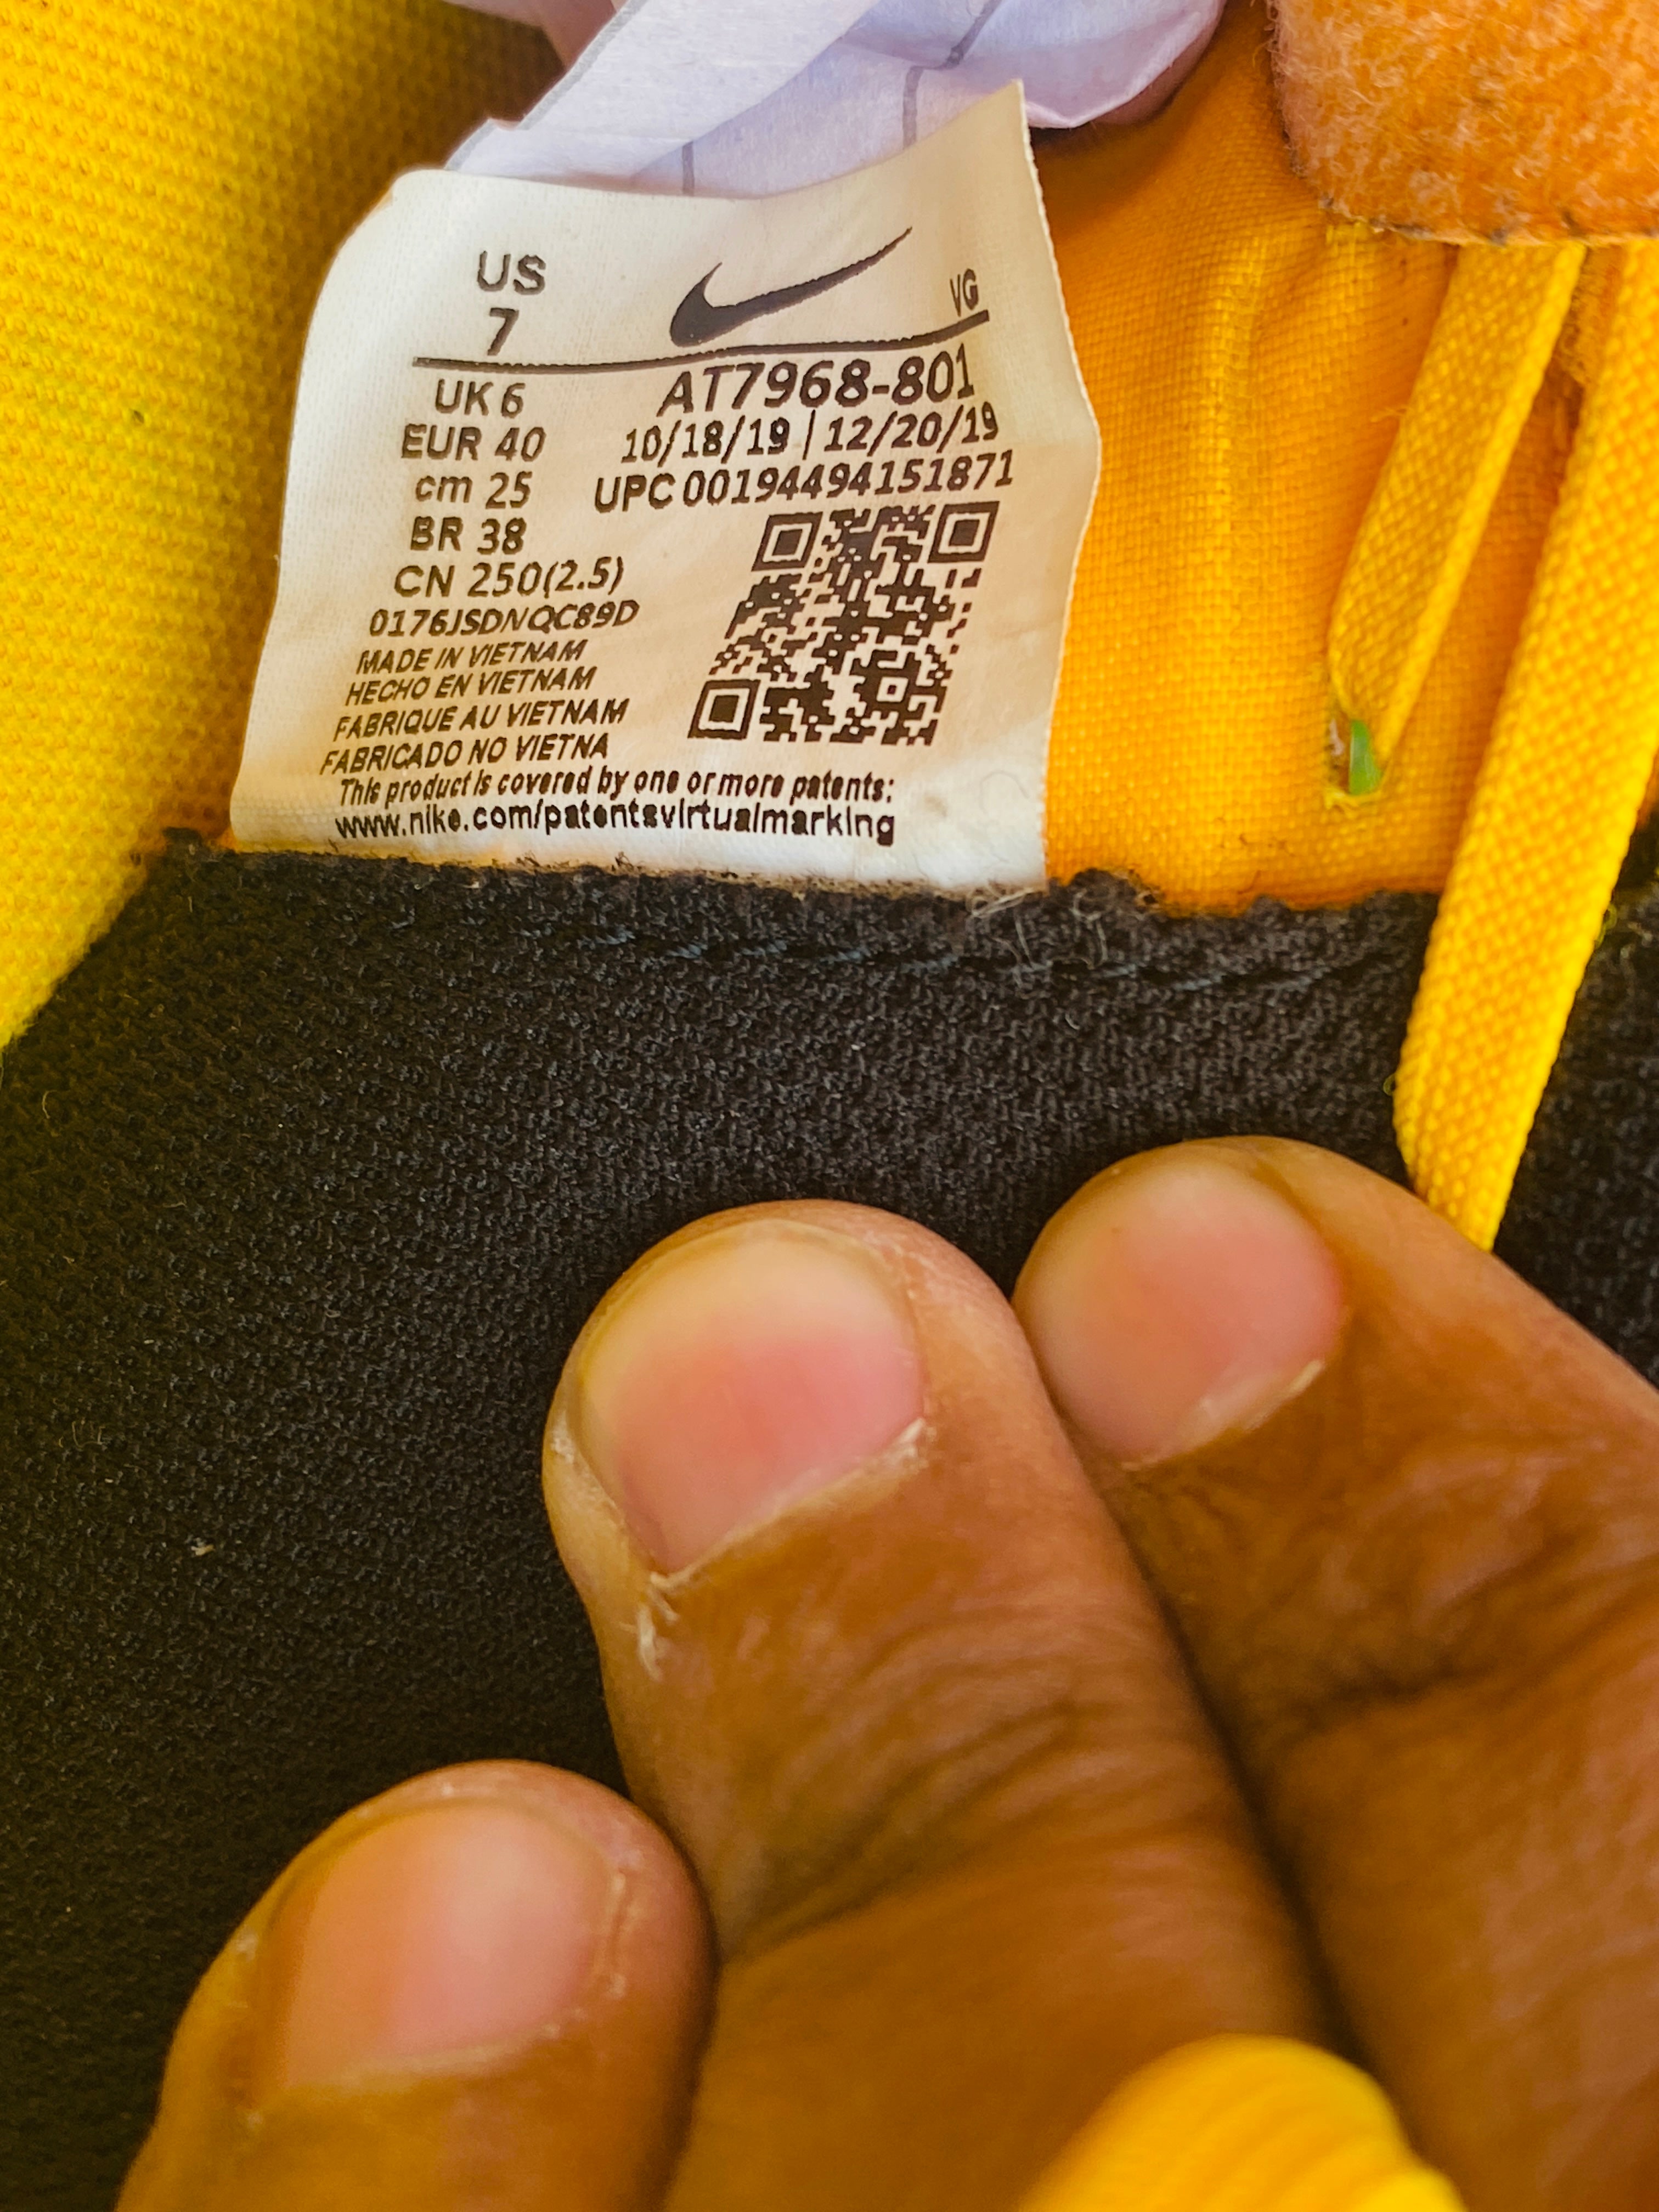 US
7
VG
UK 6
EUR 40
cm 25
BR 38
CN 250(2.5)
AT7968-801
10/18/19 | 12/20/19
UPC 00194494151871
0176JSDNQC89D
MADE IN VIETNAM
HECHO EN VIETNAM
FABRIQUE AU VIETNAM
FABRICADO NO VIETNA
This product is covered by one or more patents:
www.nike.com/patentsvirtualmarking